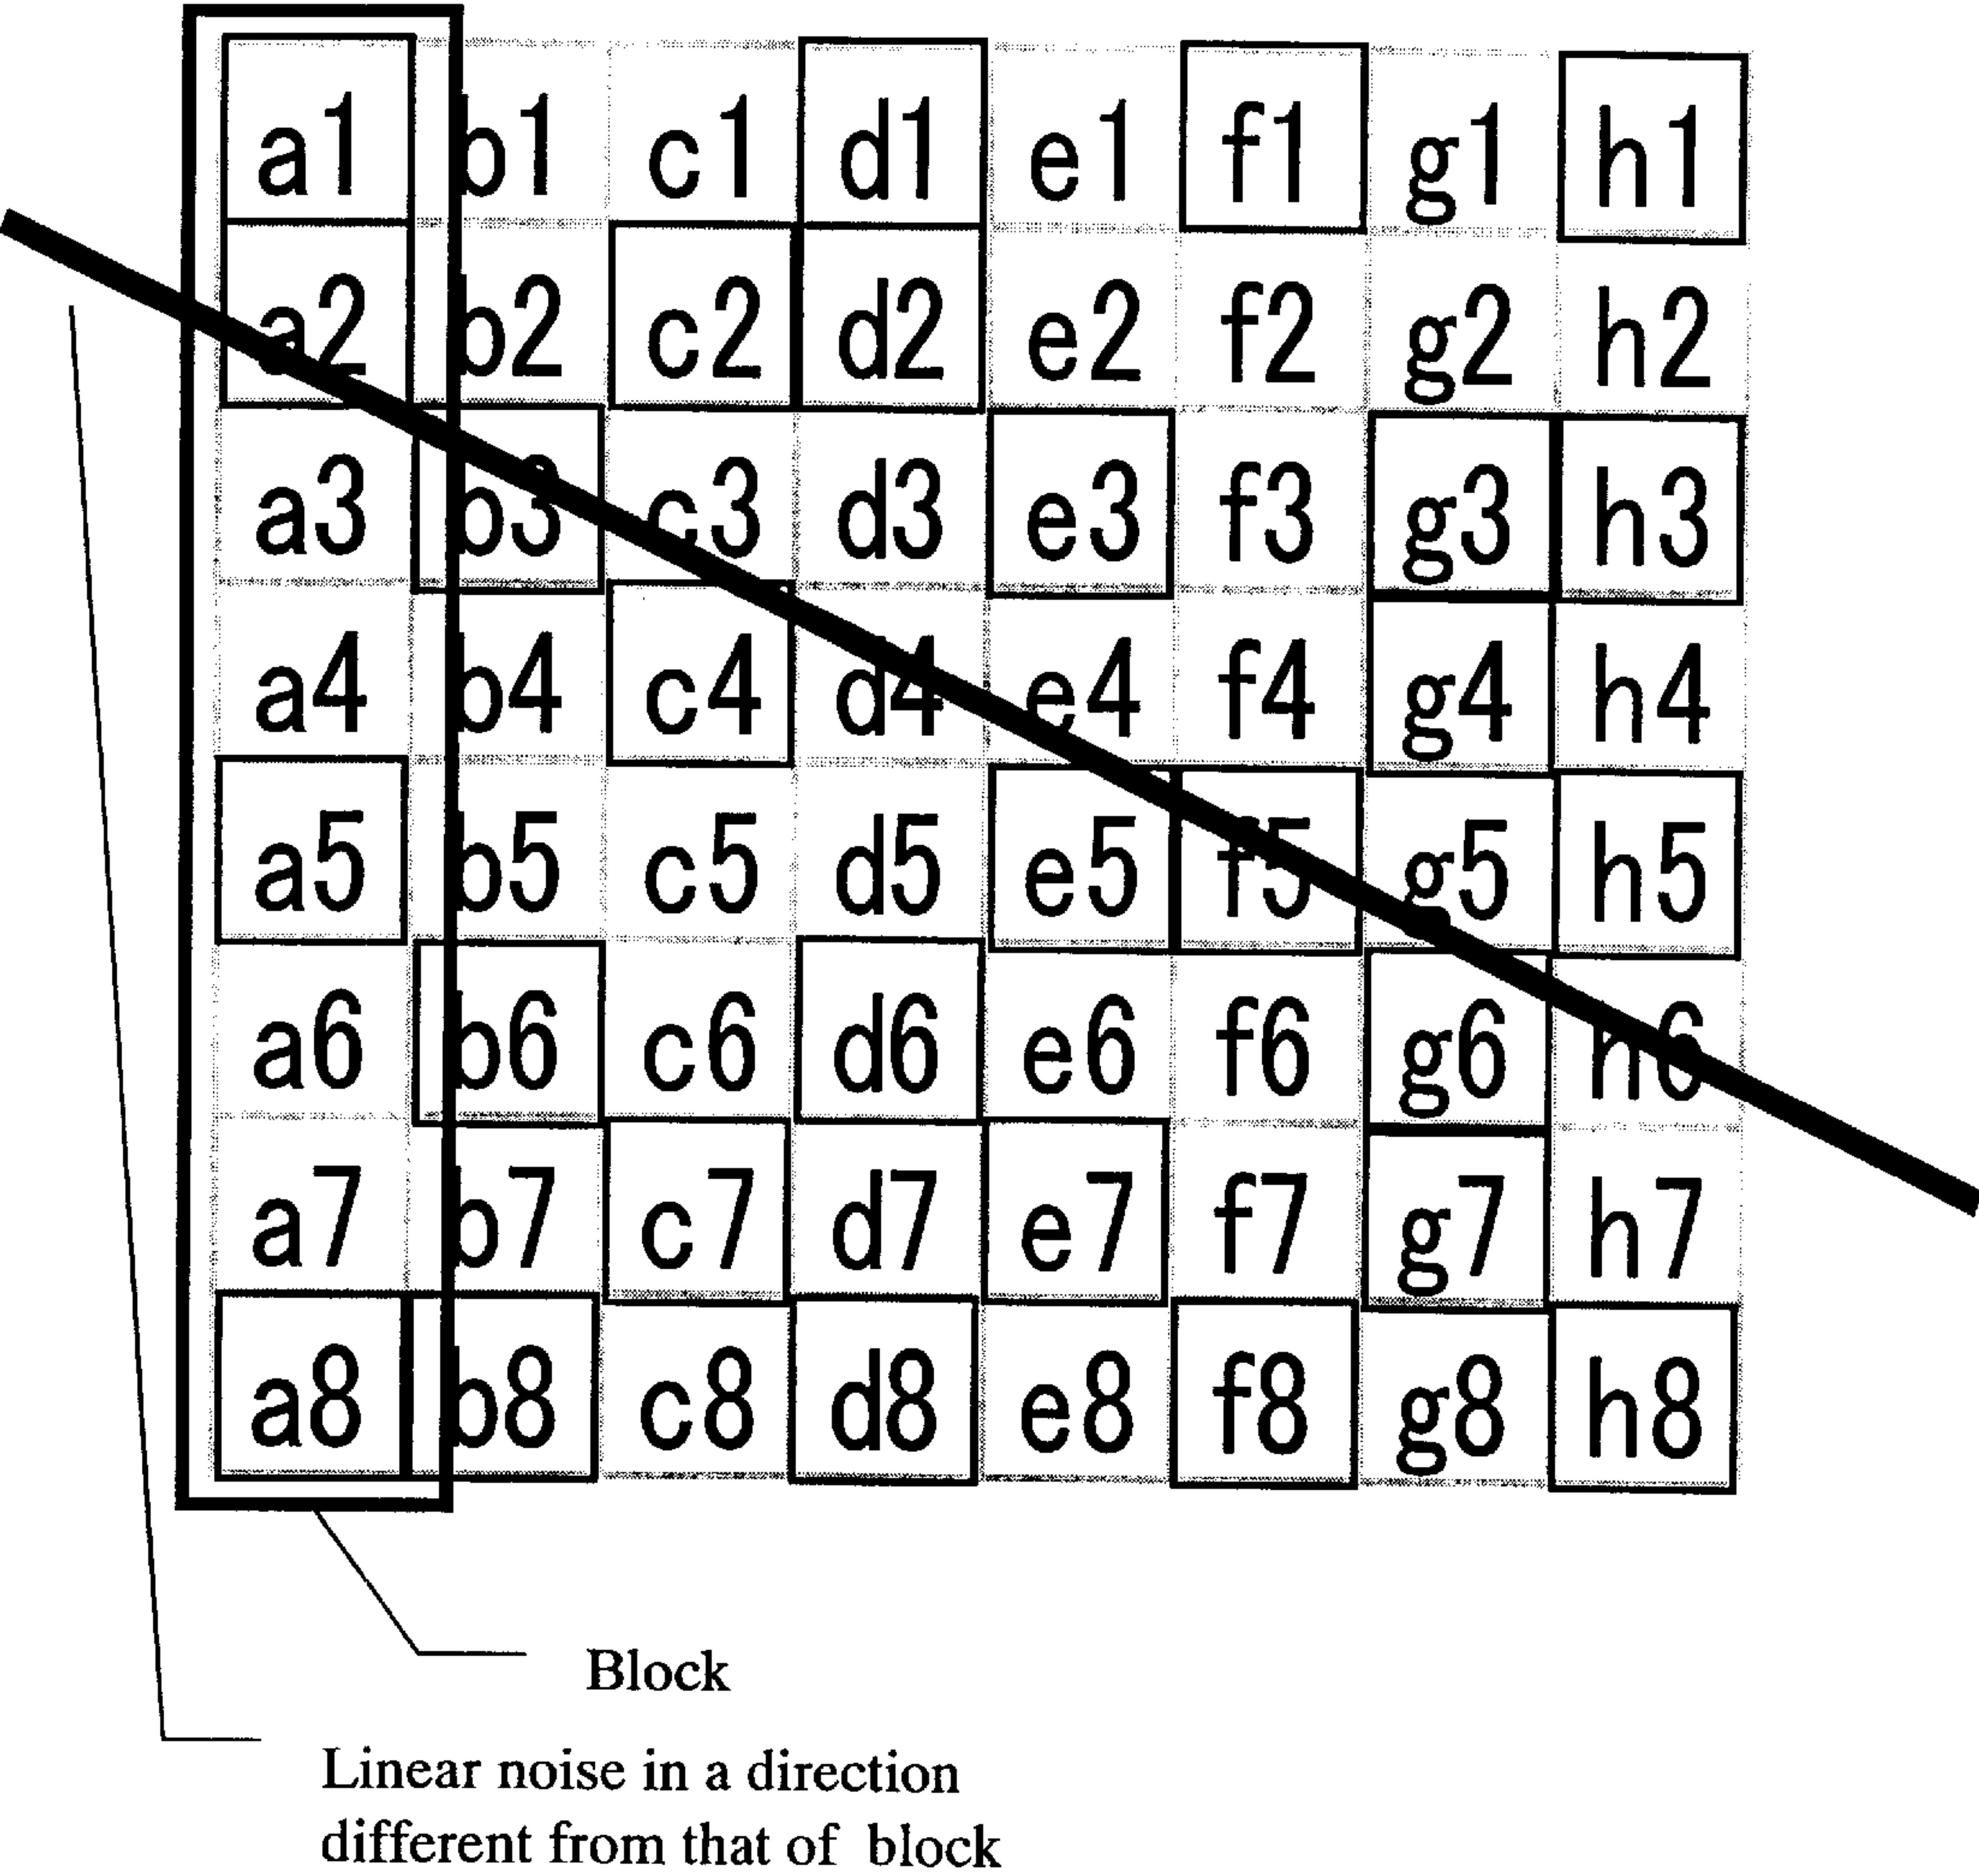 a1 b1 c1 d1 e1 f1 g1 h1
a2 b2 c2 d2 e2 f2 g2 h2
a3 b3 c3 d3 e3 f3 g3 h3
a4 b4 c4 d4 e4 f4 g4 h4
a5 b5 c5 d5 e5 f5 g5 h5
a6 b6 c6 d6 e6 f6 g6 h6
a7 b7 c7 d7 e7 f7 g7 h7
a8 b8 c8 d8 e8 f8 g8 h8
Block
Linear noise in a direction
different from that of block